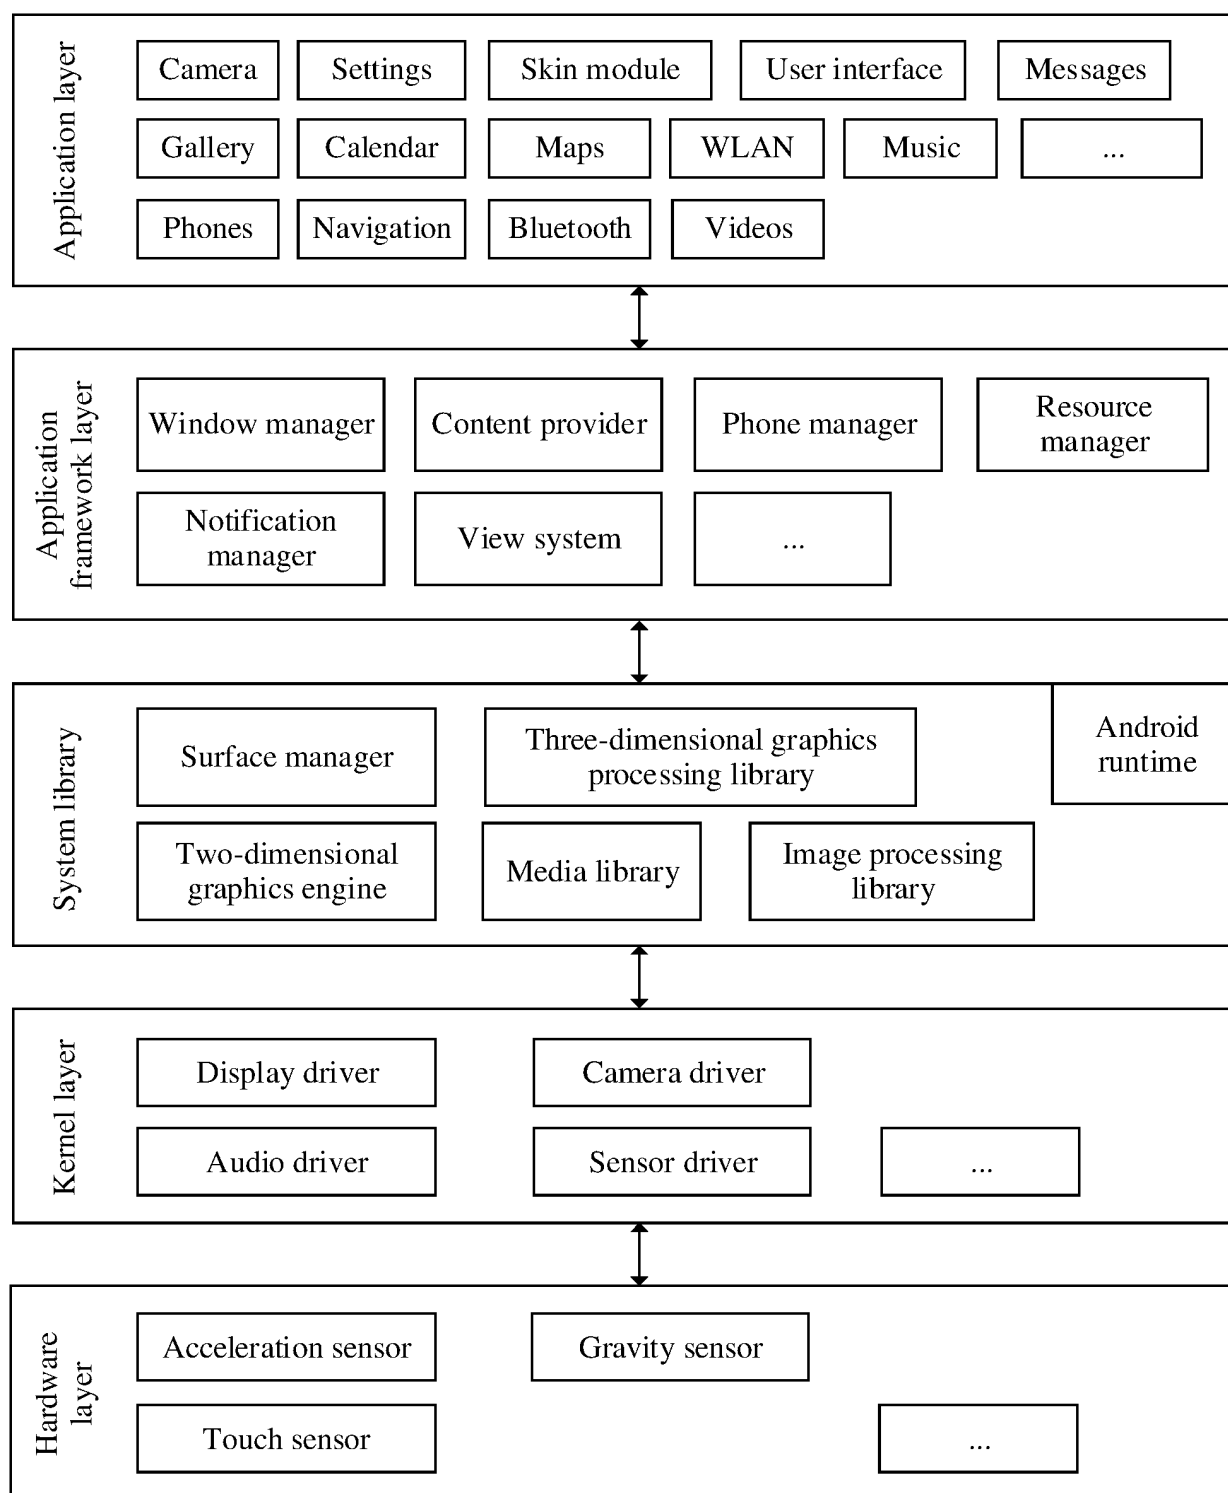 Application layer
Camera
Settings
Skin module
User interface
Messages
Gallery
Calendar
Maps
WLAN
Music
...
Phones
Navigation
Bluetooth
Videos
Application
framework layer
Window manager
Content provider
Phone manager
Resource
manager
Notification
manager
View system
...
System library
Surface manager
Three-dimensional graphics
processing library
Android
runtime
Two-dimensional
graphics engine
Media library
Image processing
library
Kernel layer
Display driver
Camera driver
Audio driver
Sensor driver
...
Hardware
layer
Acceleration sensor
Gravity sensor
Touch sensor
...